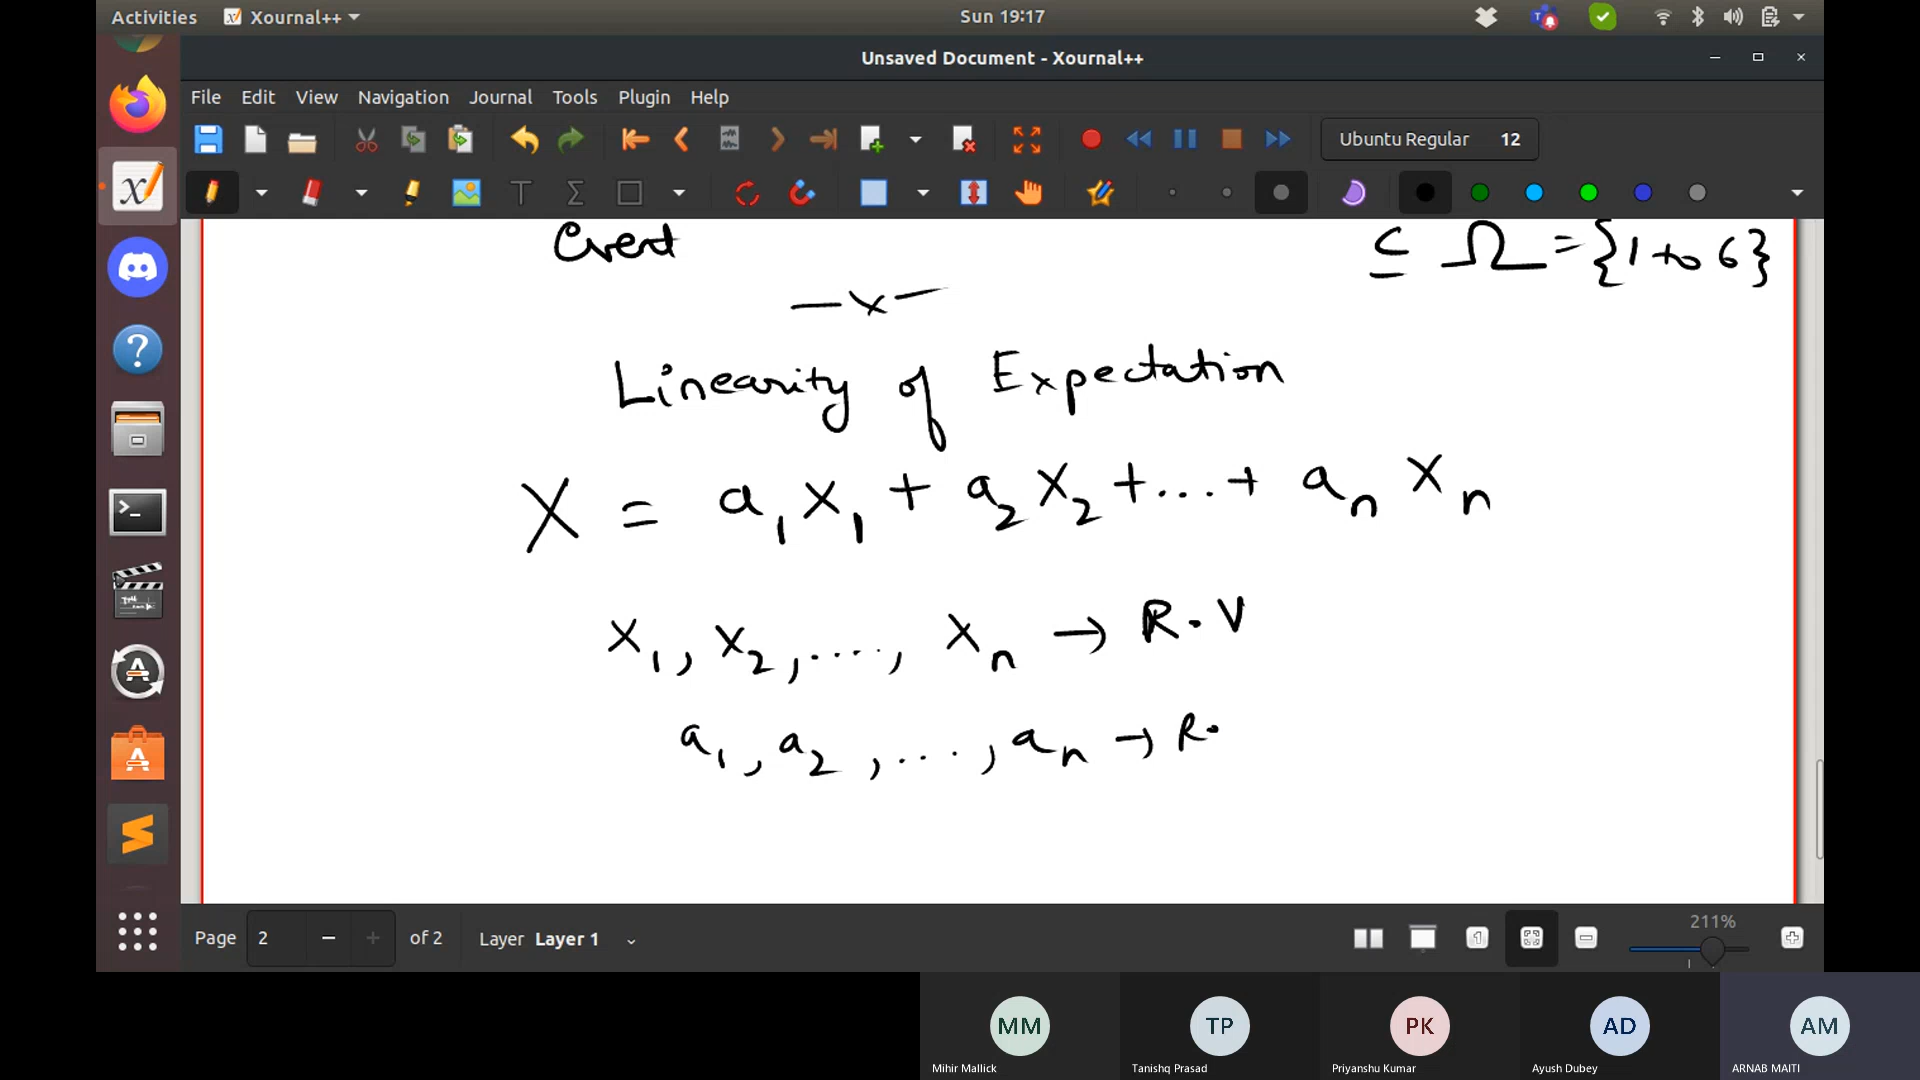 Activities Xournal++ Sun 19:17
Unsaved Document - Xournal++
File Edit View Navigation Journal Tools Plugin Help
Ubuntu Regular 12
Event ⊆ Ω = {1 to 6}
—x—
Linearity of Expectation
X = a₁X₁ + a₂X₂ + ... + aₙXₙ
X₁, X₂, ...., Xₙ → R.V
a₁, a₂, ..., aₙ → R.
Page 2 of 2 Layer Layer 1 211%
MM TP PK AD AM
Mihir Mallick Tanishq Prasad Priyanshu Kumar Ayush Dubey ARNAB MAITI